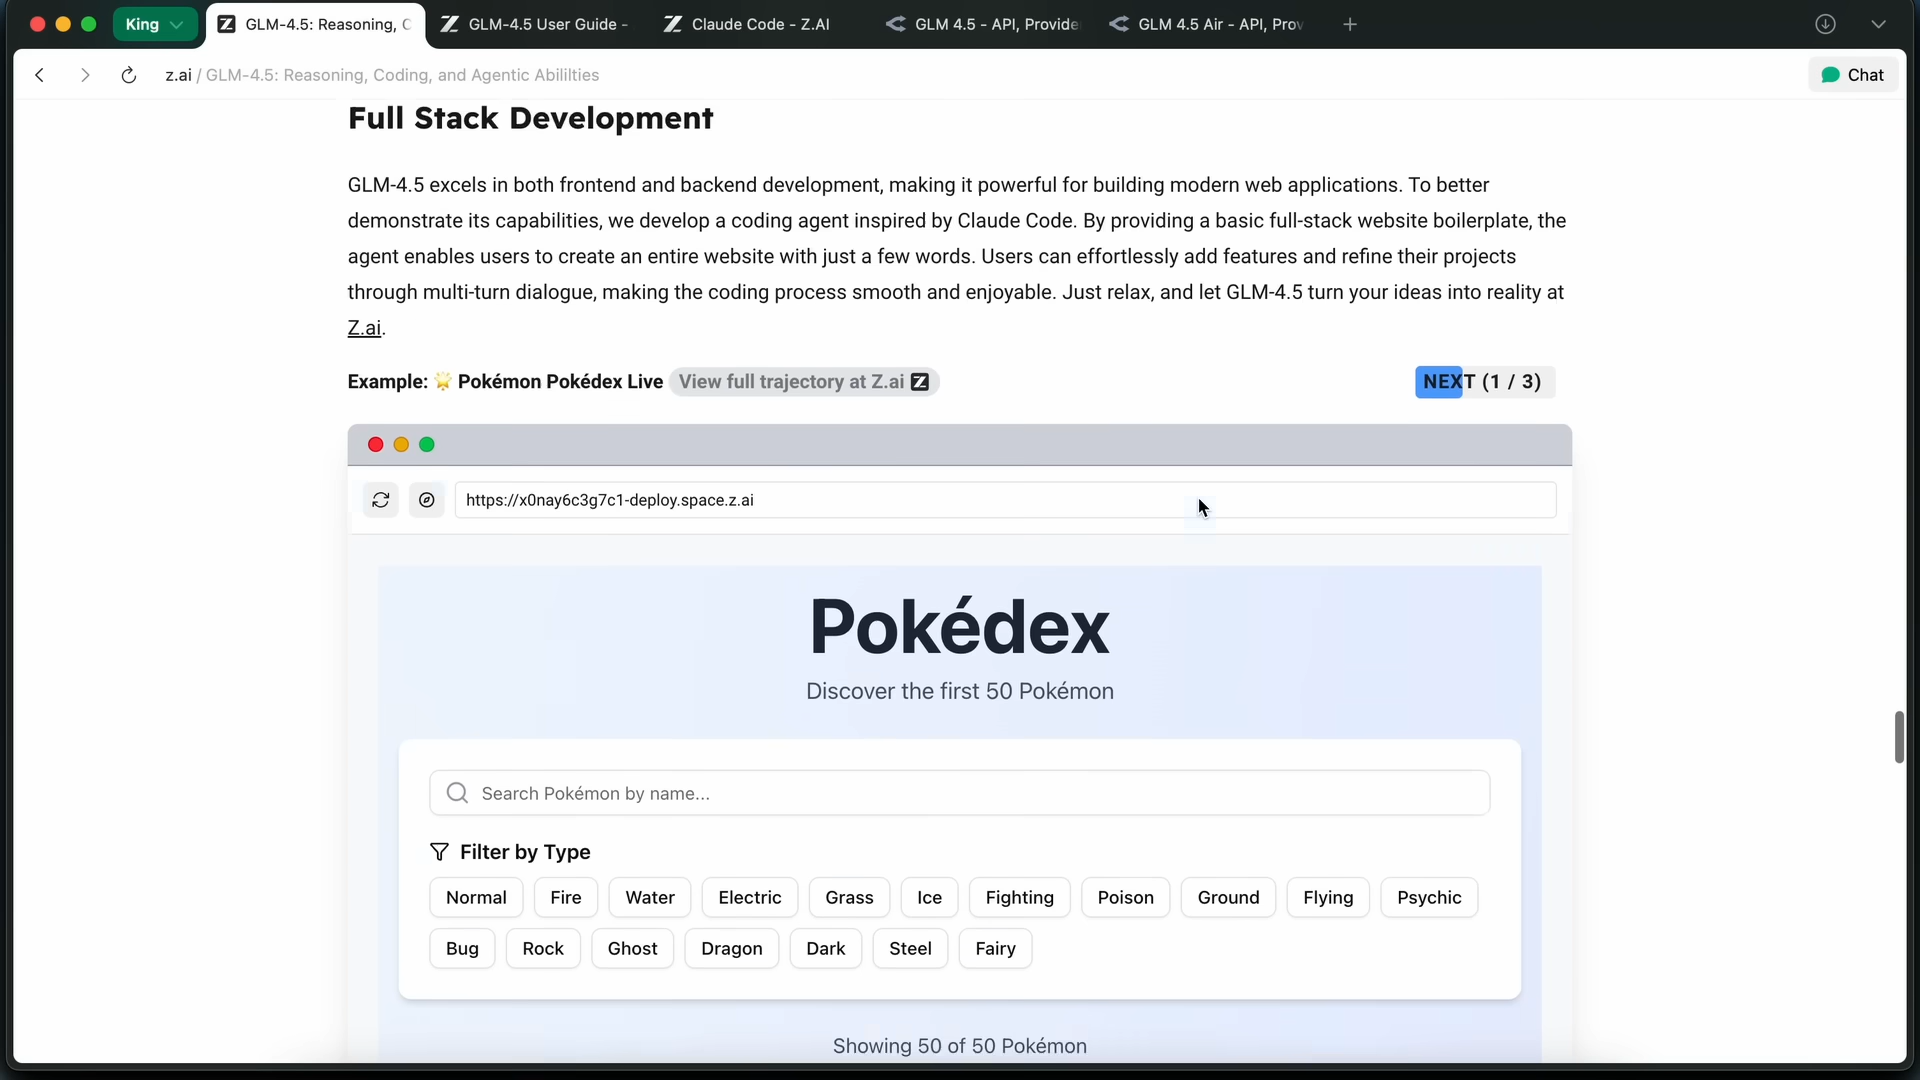 King
GLM-4.5: Reasoning, C
GLM-4.5 User Guide -
Claude Code - Z.AI
GLM 4.5 - API, Provide
GLM 4.5 Air - API, Prov
z.ai / GLM-4.5: Reasoning, Coding, and Agentic Abililties
Chat
Full Stack Development
GLM-4.5 excels in both frontend and backend development, making it powerful for building modern web applications. To better
demonstrate its capabilities, we develop a coding agent inspired by Claude Code. By providing a basic full-stack website boilerplate, the
agent enables users to create an entire website with just a few words. Users can effortlessly add features and refine their projects
through multi-turn dialogue, making the coding process smooth and enjoyable. Just relax, and let GLM-4.5 turn your ideas into reality at
Z.ai.
Example: 🌟 Pokémon Pokédex Live View full trajectory at Z.ai
NEXT (1 / 3)
https://x0nay6c3g7c1-deploy.space.z.ai
Pokédex
Discover the first 50 Pokémon
Search Pokémon by name...
Filter by Type
Normal Fire Water Electric Grass Ice Fighting Poison Ground Flying Psychic
Bug Rock Ghost Dragon Dark Steel Fairy
Showing 50 of 50 Pokémon